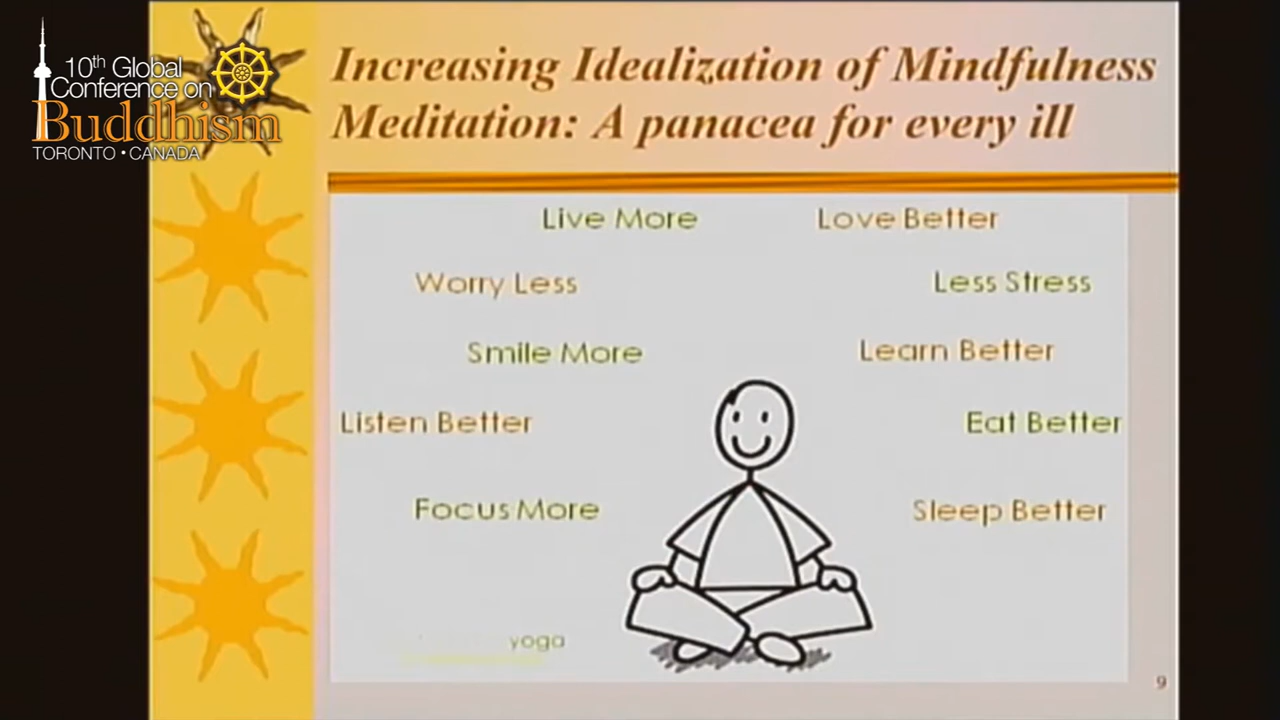 10th Global
Conference on
Buddhism
TORONTO • CANADA
Increasing Idealization of Mindfulness
Meditation: A panacea for every ill
Live More
Love Better
Worry Less
Less Stress
Smile More
Learn Better
Listen Better
Eat Better
Focus More
Sleep Better
yoga
9